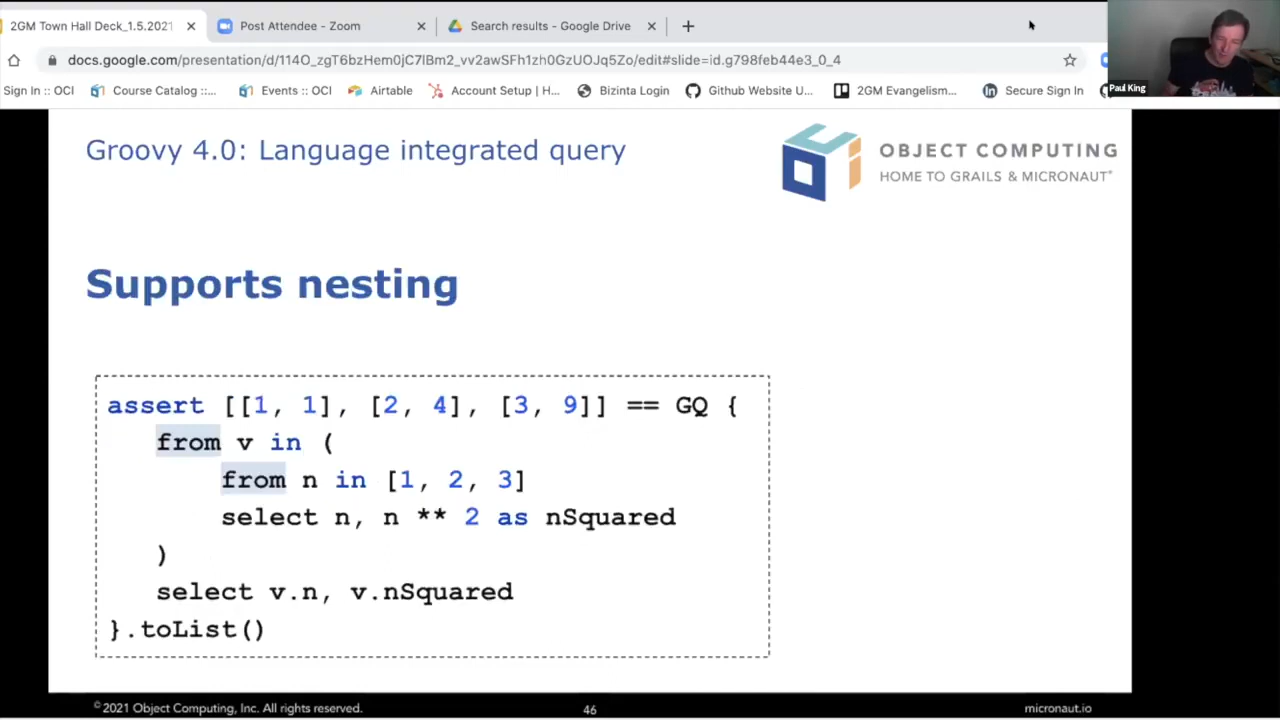 2GM Town Hall Deck_1.5.2021
Post Attendee - Zoom
Search results - Google Drive
docs.google.com/presentation/d/114O_zgT6bzHem0jC7lBm2_vv2awSFh1zh0GzUOJq5Zo/edit#slide=id.g798feb44e3_0_4
Sign In :: OCI
Course Catalog ::...
Events :: OCI
Airtable
Account Setup | H...
Bizinta Login
Github Website U...
2GM Evangelism...
Secure Sign In
Paul King
Groovy 4.0: Language integrated query
OBJECT COMPUTING
HOME TO GRAILS & MICRONAUT®
Supports nesting
assert [[1, 1], [2, 4], [3, 9]] == GQ {
from v in (
from n in [1, 2, 3]
select n, n ** 2 as nSquared
)
select v.n, v.nSquared
}.toList()
©2021 Object Computing, Inc. All rights reserved.
46
micronaut.io